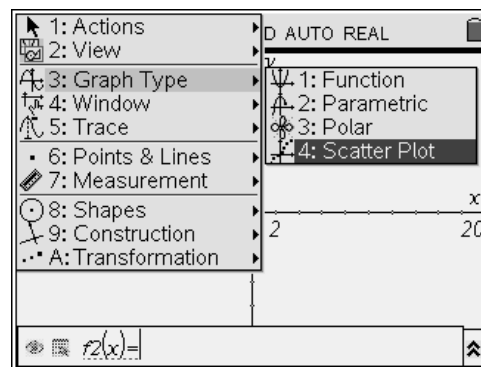 1: Actions
2: View
3: Graph Type
4: Window
5: Trace
6: Points & Lines
7: Measurement
8: Shapes
9: Construction
A: Transformation
D AUTO REAL
y
1: Function
2: Parametric
3: Polar
4: Scatter Plot
x
2
20
f2(x)=